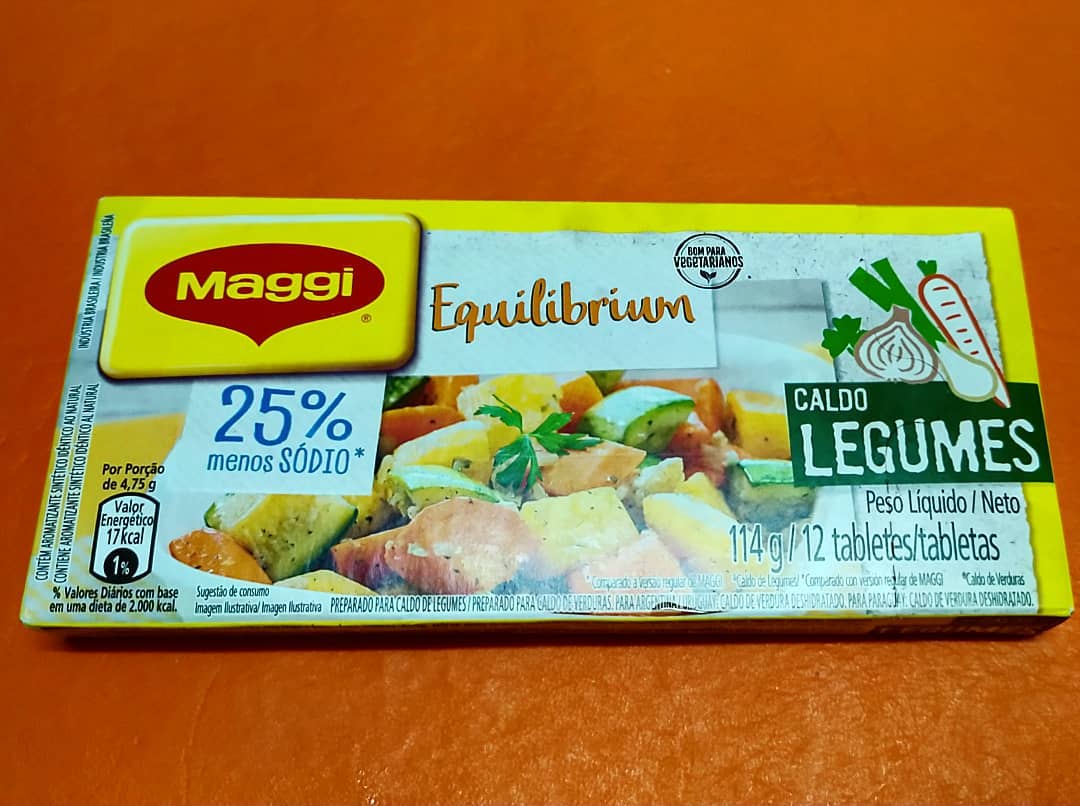 INDÚSTRIA BRASILEIRA / INDUSTRIA BRASILEÑA
CONTÉM AROMATIZANTE SINTÉTICO IDÊNTICO AO NATURAL
CONTIENE AROMATIZANTE SINTÉTICO IDÉNTICO AL NATURAL
Maggi
®
Equilibrium
BOM PARA
VEGETARIANOS
25%
menos SÓDIO*
CALDO
LEGUMES
Peso Líquido / Neto
114 g / 12 tabletes/tabletas
Por Porção
de 4,75 g
Valor
Energético
17 kcal
1%
% Valores Diários com base
em uma dieta de 2.000 kcal.
*Comparado à versão regular de MAGGI *Caldo de Legumes/ *Comparado con versión regular de MAGGI *Caldo de Verduras
Sugestão de consumo
Imagem Ilustrativa/ Imagen Ilustrativa
PREPARADO PARA CALDO DE LEGUMES / PREPARADO PARA CALDO DE VERDURAS. PARA ARGENTINA/URUGUAY: CALDO DE VERDURA DESHIDRATADO. PARA PARAGUAY: CALDO DE VERDURA DESHIDRATADO.